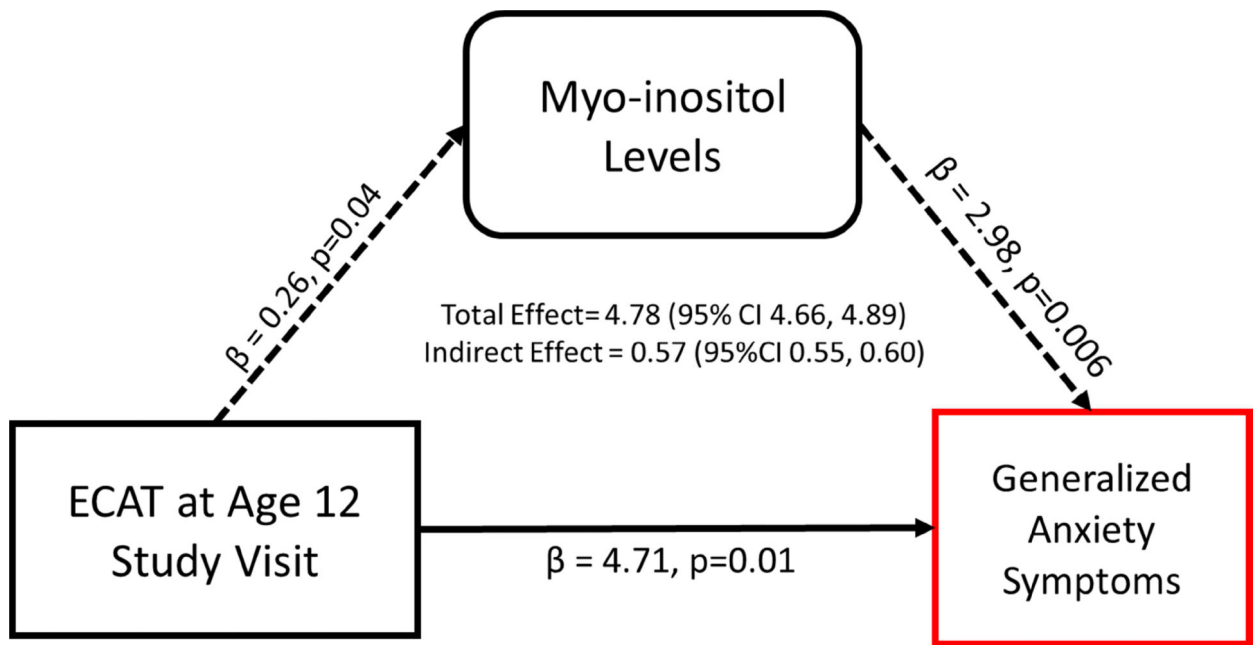 Myo-inositol
Levels
β = 0.26, p=0.04
β = 2.98, p=0.006
Total Effect= 4.78 (95% CI 4.66, 4.89)
Indirect Effect = 0.57 (95%CI 0.55, 0.60)
ECAT at Age 12
Study Visit
β = 4.71, p=0.01
Generalized
Anxiety
Symptoms